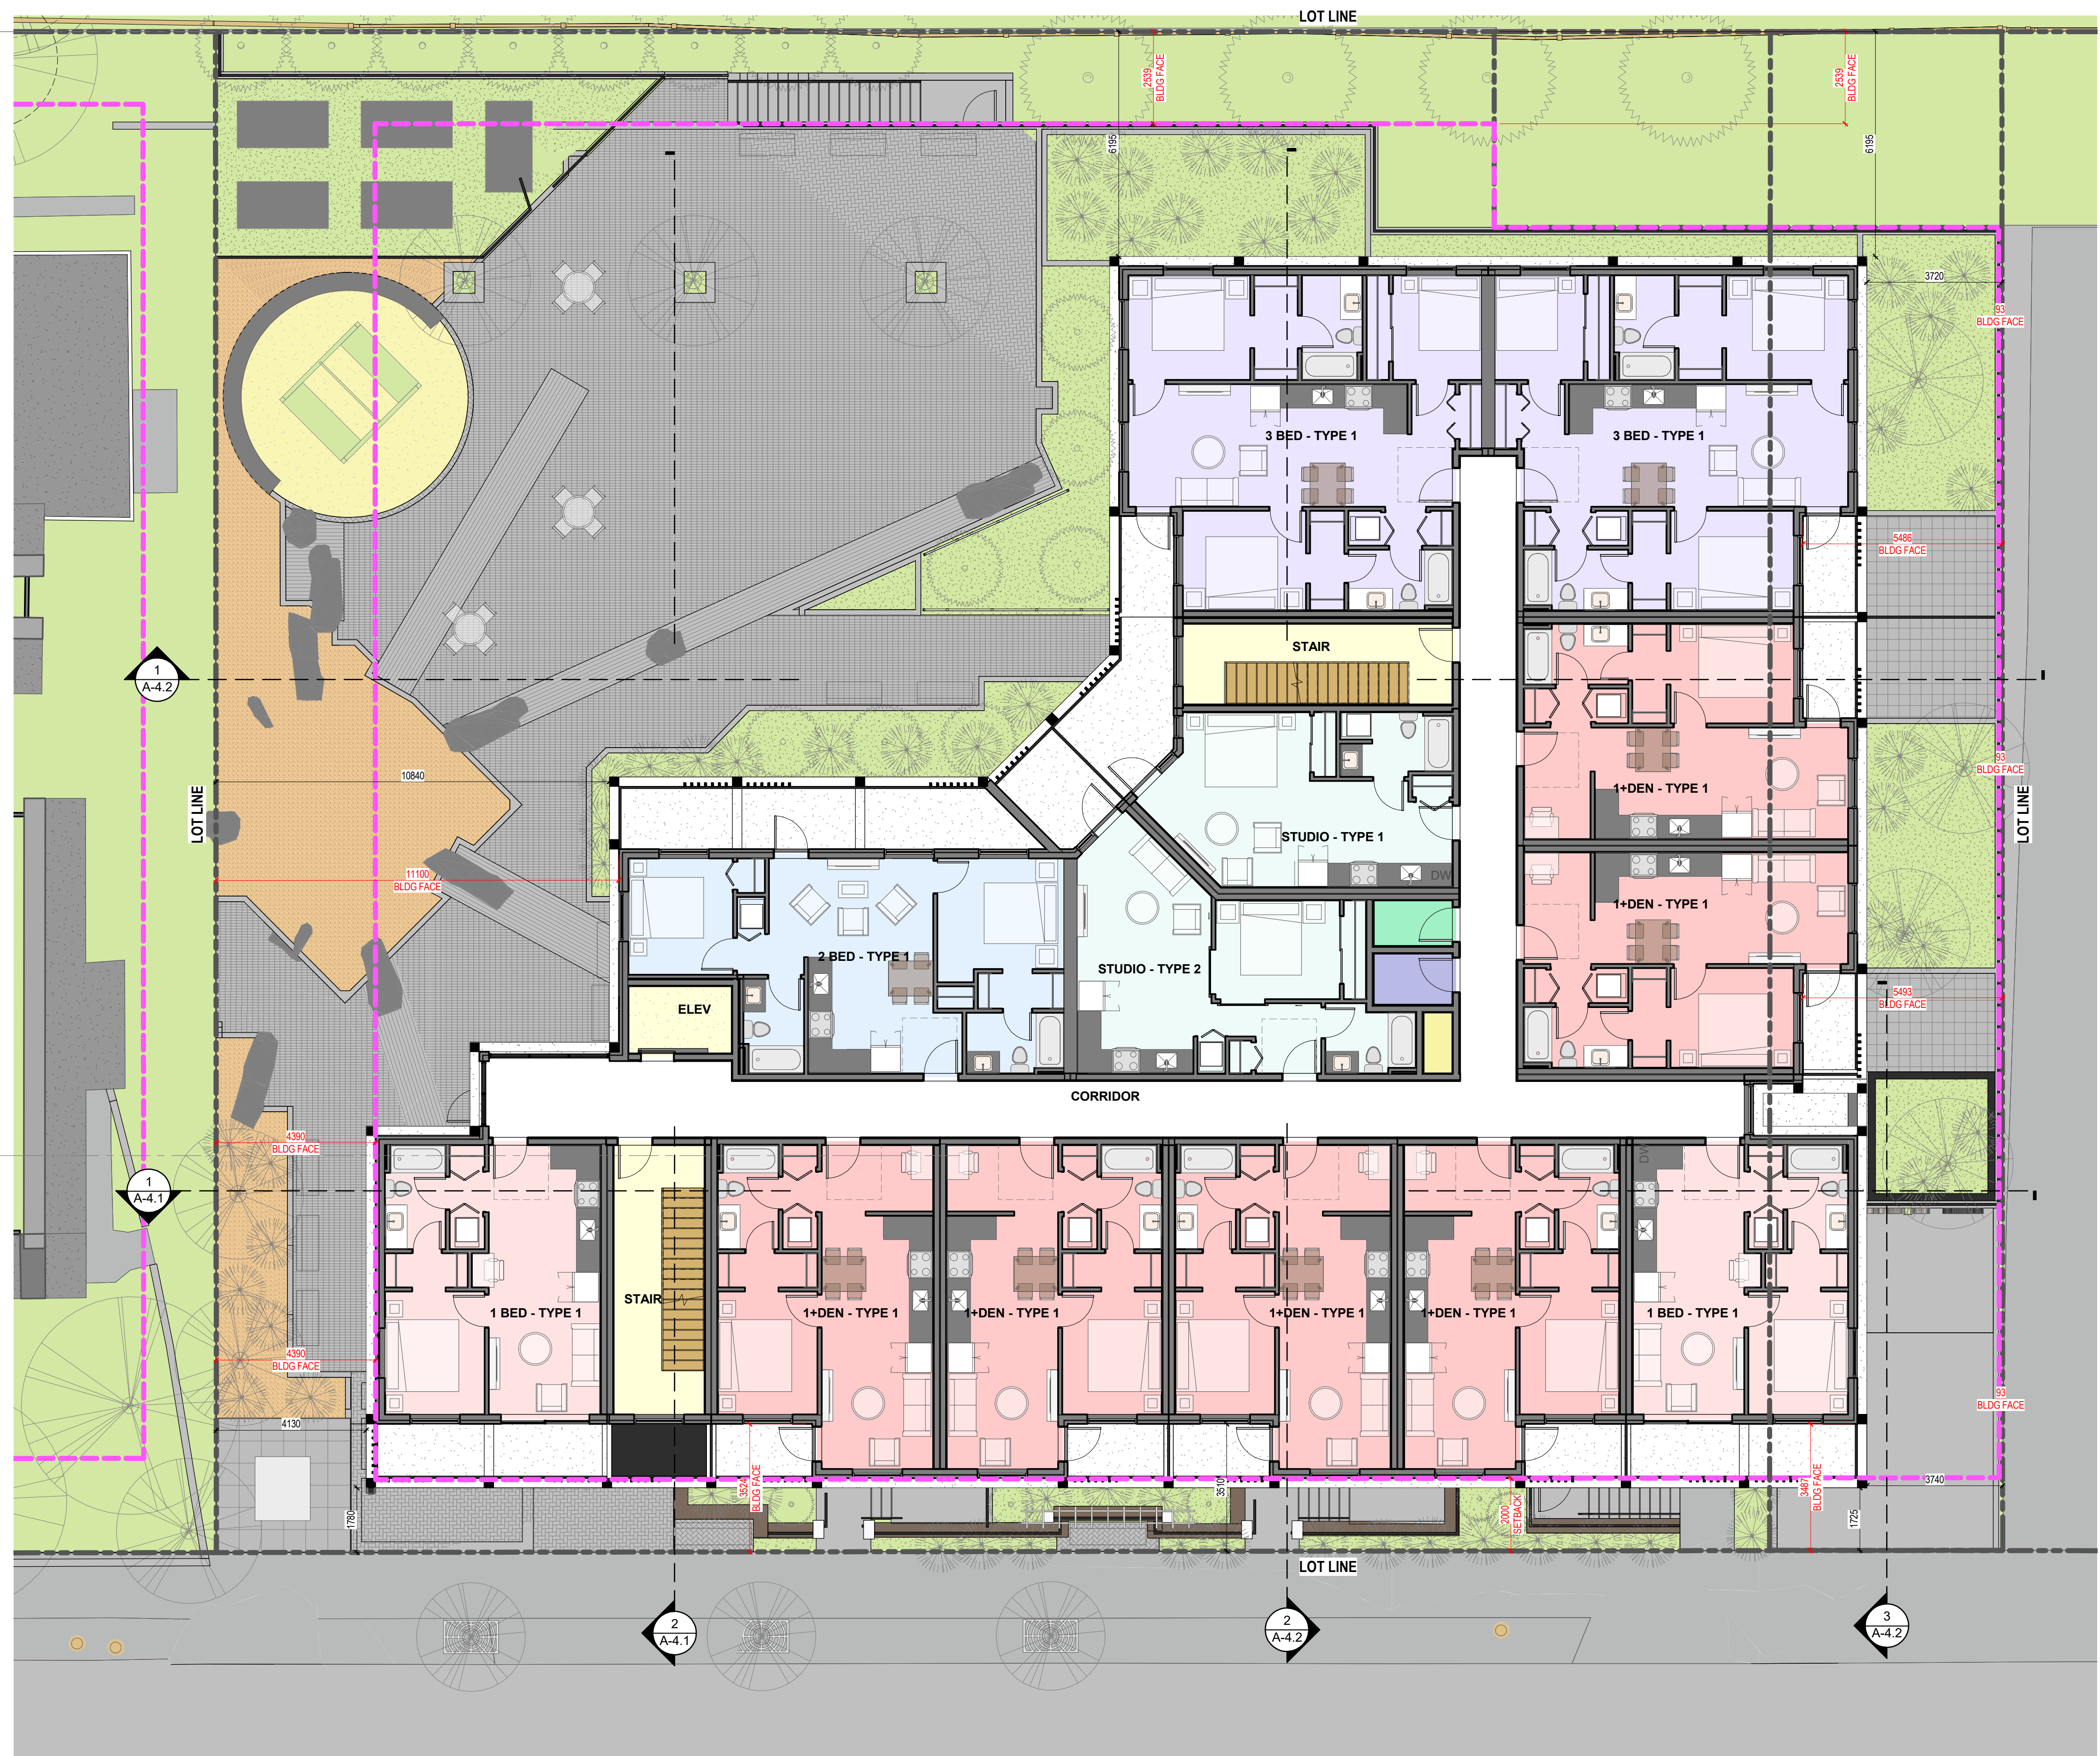 LOT LINE
2539
BLDG FACE
2539
BLDG FACE
6195
6195
3720
93
BLDG FACE
3 BED - TYPE 1
3 BED - TYPE 1
5486
BLDG FACE
STAIR
1
A-4.2
93
BLDG FACE
10840
1+DEN - TYPE 1
LOT LINE
LOT LINE
STUDIO - TYPE 1
DW
11100
BLDG FACE
1+DEN - TYPE 1
2 BED - TYPE 1
STUDIO - TYPE 2
5493
BLDG FACE
ELEV
CORRIDOR
4390
BLDG FACE
DW
1
A-4.1
STAIR
1 BED - TYPE 1
1+DEN - TYPE 1
1+DEN - TYPE 1
1+DEN - TYPE 1
1+DEN - TYPE 1
1 BED - TYPE 1
4390
BLDG FACE
93
BLDG FACE
4130
3740
3524
BLDG FACE
3510
2000
SETBACK
3487
BLDG FACE
1780
1725
LOT LINE
2
A-4.1
2
A-4.2
3
A-4.2